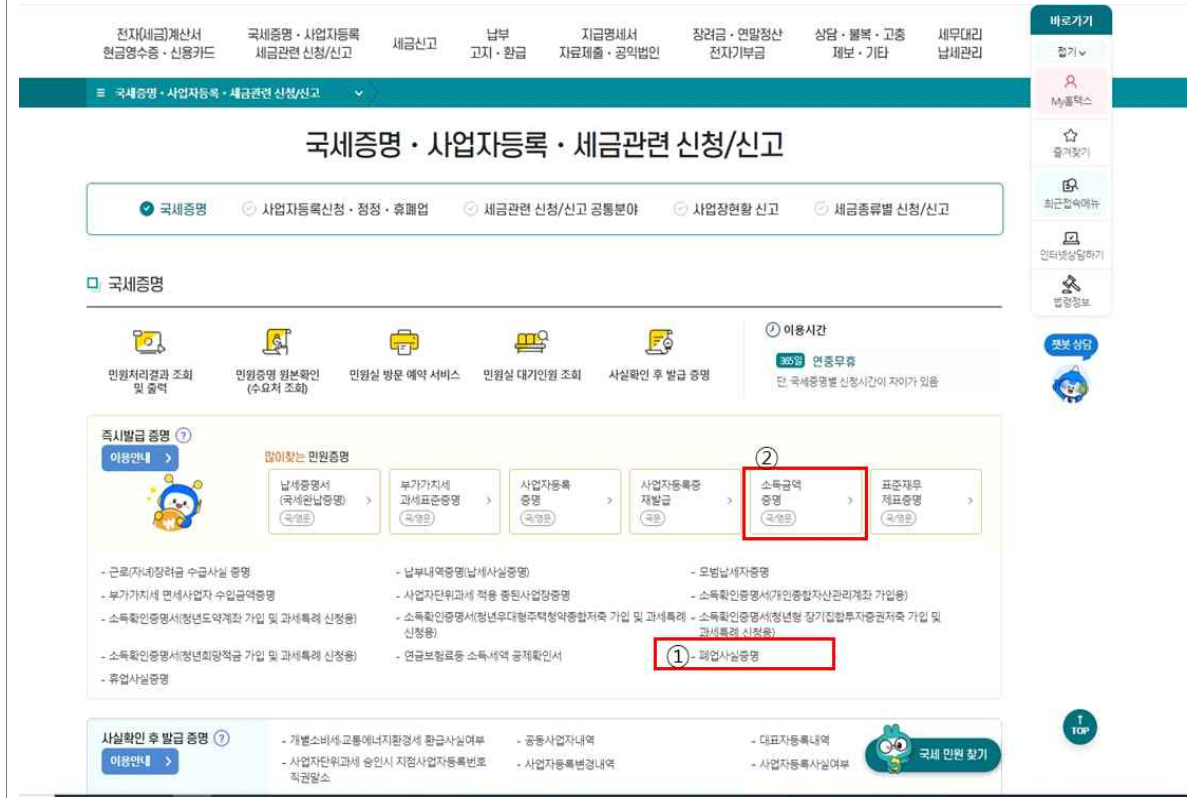 전자(세금)계산서
현금영수증・신용카드
국세증명・사업자등록
세금관련 신청/신고
세금신고
납부
고지・환급
지급명세서
자료제출・공익법인
장려금・연말정산
전자기부금
상담・불복・고충
제보・기타
세무대리
납세관리
바로가기
접기
My홈택스
즐겨찾기
최근접속메뉴
인터넷상담하기
법령정보
챗봇 상담
국세증명・사업자등록・세금관련 신청/신고
국세증명・사업자등록・세금관련 신청/신고
국세증명
사업자등록신청・정정・휴폐업
세금관련 신청/신고 공통분야
사업장현황 신고
세금종류별 신청/신고
국세증명
민원처리결과 조회
및 출력
민원증명 원본확인
(수요처 조회)
민원실 방문 예약 서비스
민원실 대기인원 조회
사실확인 후 발급 증명
이용시간
365일 연중무휴
단, 국세증명별 신청시간이 차이가 있음
즉시발급 증명 ?
이용안내
많이찾는 민원증명
납세증명서
(국세완납증명)
국/영문
부가가치세
과세표준증명
국/영문
사업자등록
증명
국/영문
사업자등록증
재발급
국문
②
소득금액
증명
국/영문
표준재무
제표증명
국/영문
- 근로(자녀)장려금 수급사실 증명
- 납부내역증명(납세사실증명)
- 모범납세자증명
- 부가가치세 면세사업자 수입금액증명
- 사업자단위과세 적용 종된사업장증명
- 소득확인증명서(개인종합자산관리계좌 가입용)
- 소득확인증명서(청년도약계좌 가입 및 과세특례 신청용)
- 소득확인증명서(청년우대형주택청약종합저축 가입 및 과세특례
신청용)
- 소득확인증명서(청년형 장기집합투자증권저축 가입 및
과세특례 신청용)
- 소득확인증명서(청년희망적금 가입 및 과세특례 신청용)
- 연금보험료등 소득·세액 공제확인서
① - 폐업사실증명
- 휴업사실증명
사실확인 후 발급 증명 ?
이용안내
- 개별소비세·교통에너지환경세 환급사실여부
- 공동사업자내역
- 대표자등록내역
- 사업자단위과세 승인시 지점사업자등록번호
직권말소
- 사업자등록변경내역
- 사업자등록사실여부
국세 민원 찾기
TOP